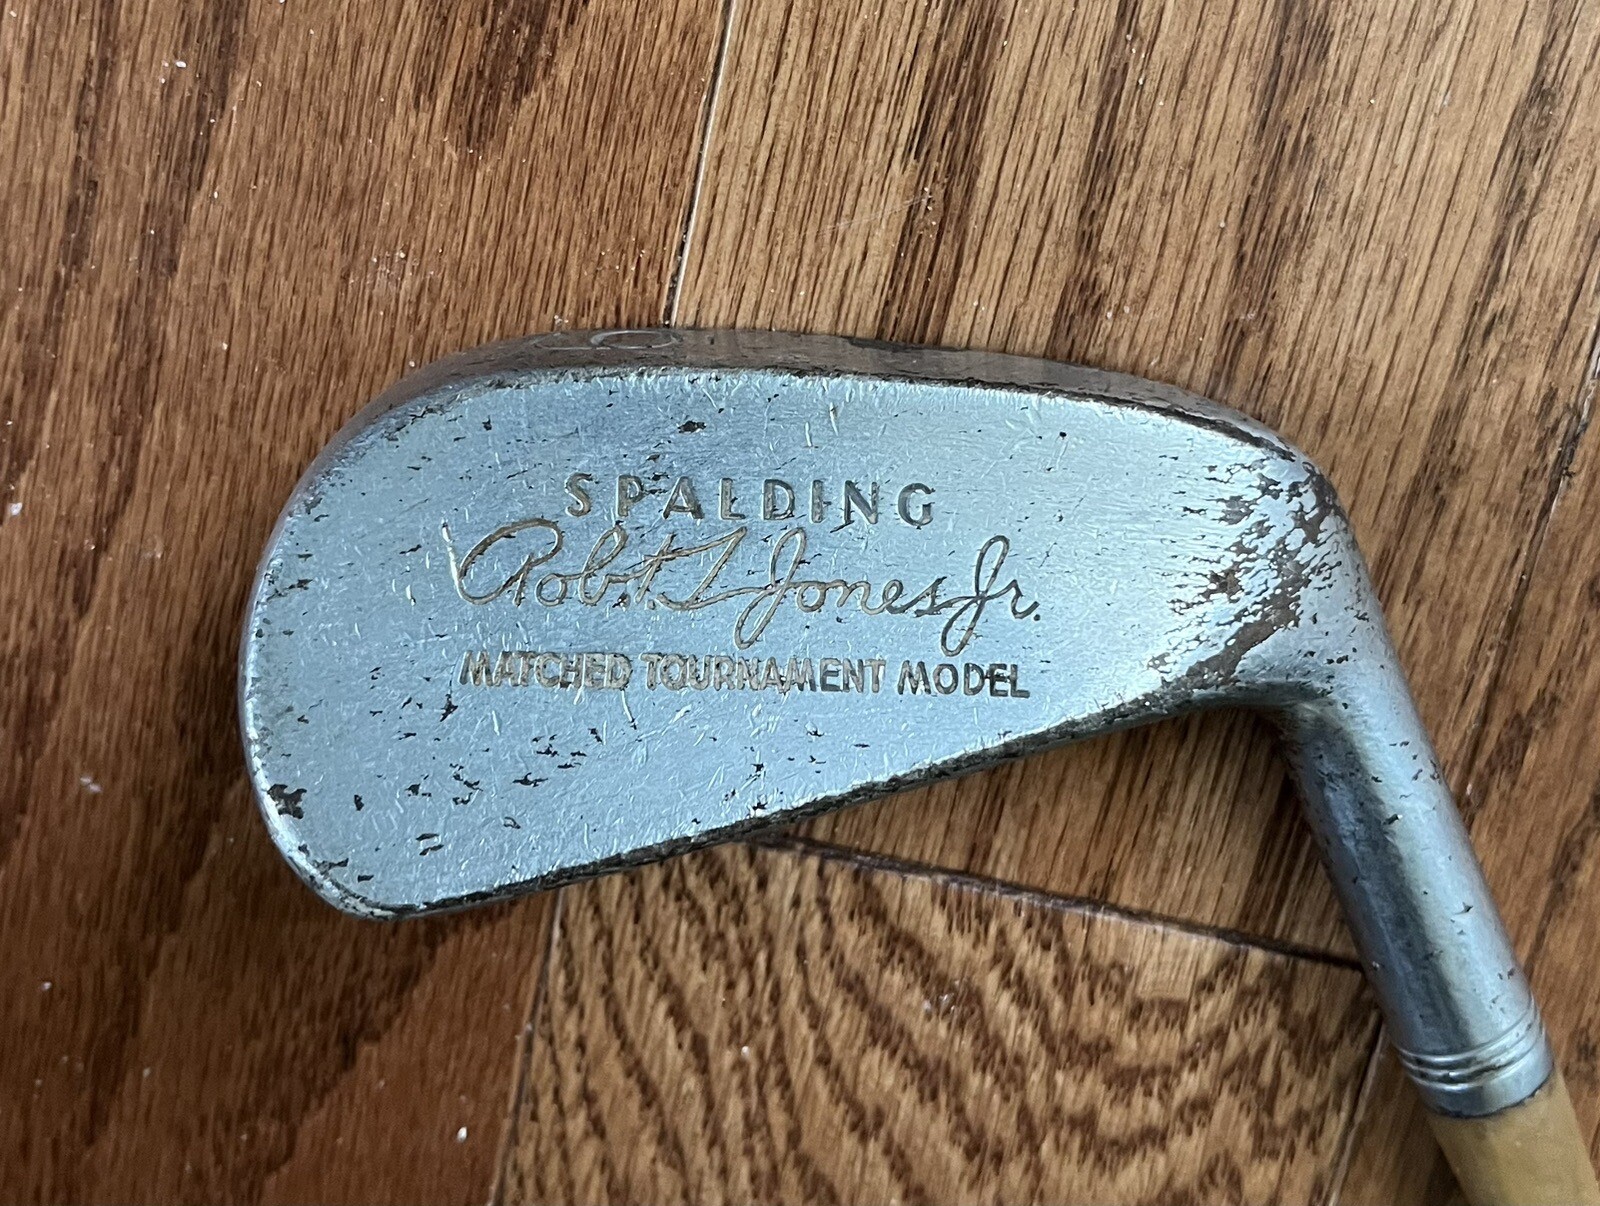 SPALDING
Robt. T Jones Jr.
MATCHED TOURNAMENT MODEL